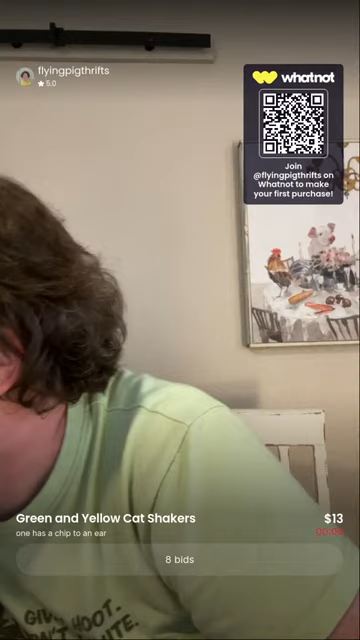 flyingpigthrifts
5.0
whatnot
Join
@flyingpigthrifts on
Whatnot to make
your first purchase!
Green and Yellow Cat Shakers
$13
one has a chip to an ear
8 bids
HOOT.